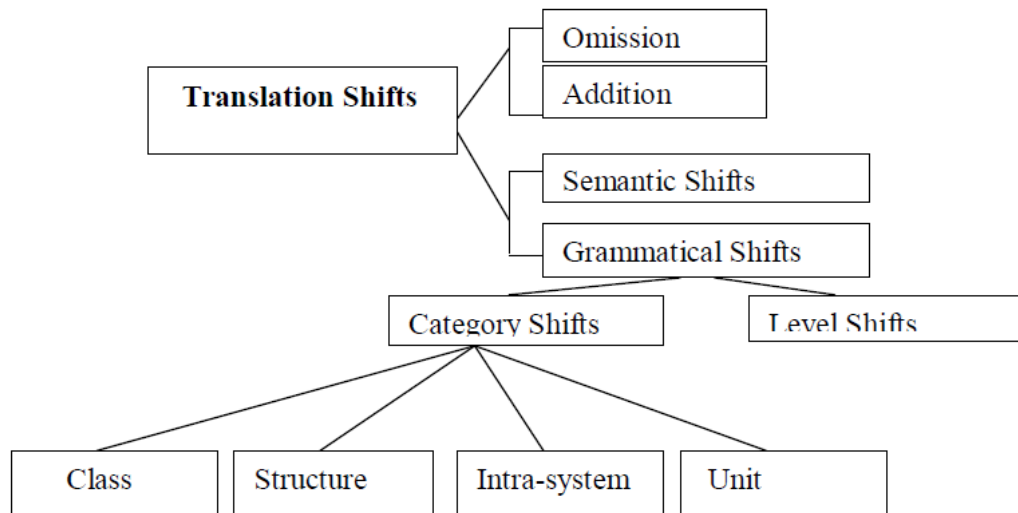 Omission
Translation Shifts
Addition
Semantic Shifts
Grammatical Shifts
Category Shifts
Level Shifts
Class
Structure
Intra-system
Unit